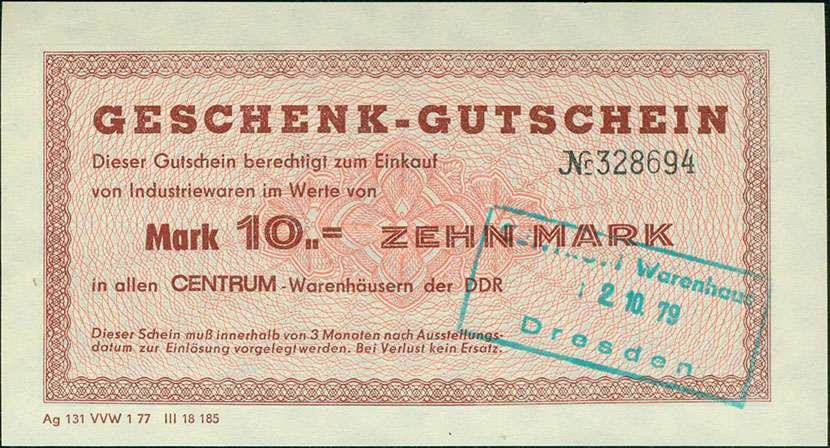 GESCHENK-GUTSCHEIN
Dieser Gutschein berechtigt zum Einkauf
№ 328694
von Industriewaren im Werte von
Mark 10.,= ZEHN MARK
in allen CENTRUM-Warenhäusern der DDR
Dieser Schein muß innerhalb von 3 Monaten nach Ausstellungs-
datum zur Einlösung vorgelegt werden. Bei Verlust kein Ersatz.
Warenhaus
2. 10. 79
Dresden
Ag 131 VVW 1 77 III 18 185